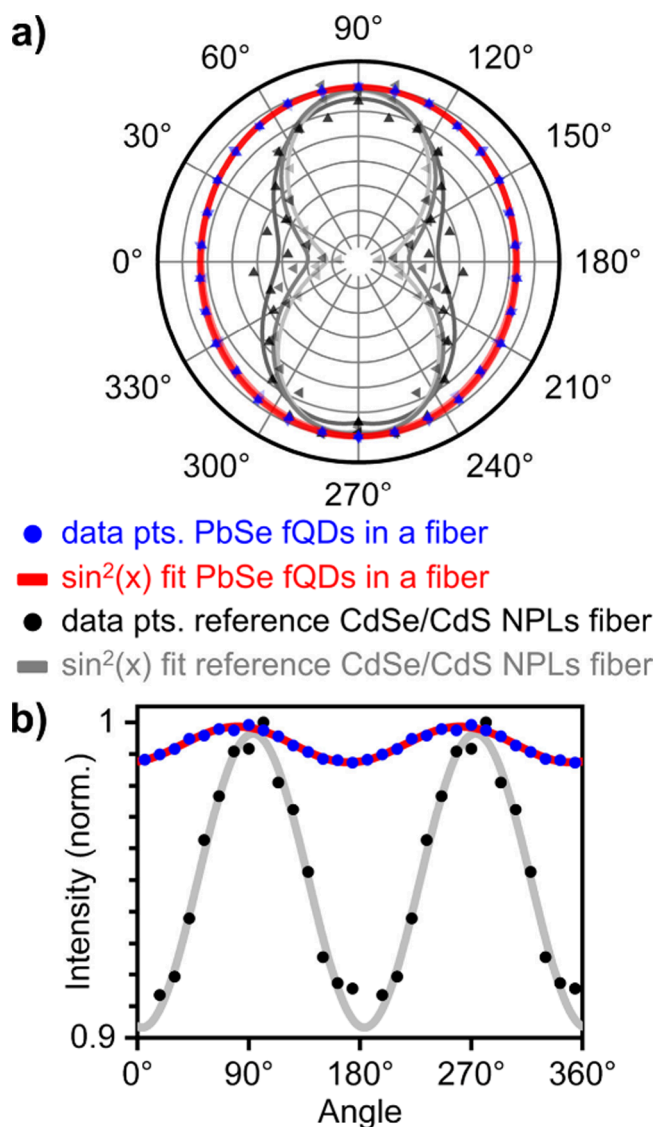 a)
90°
60°
120°
30°
150°
0°
180°
330°
210°
300°
240°
270°
data pts. PbSe fQDs in a fiber
sin²(x) fit PbSe fQDs in a fiber
data pts. reference CdSe/CdS NPLs fiber
sin²(x) fit reference CdSe/CdS NPLs fiber
b)
1
Intensity (norm.)
0.9
0° 90° 180° 270° 360°
Angle